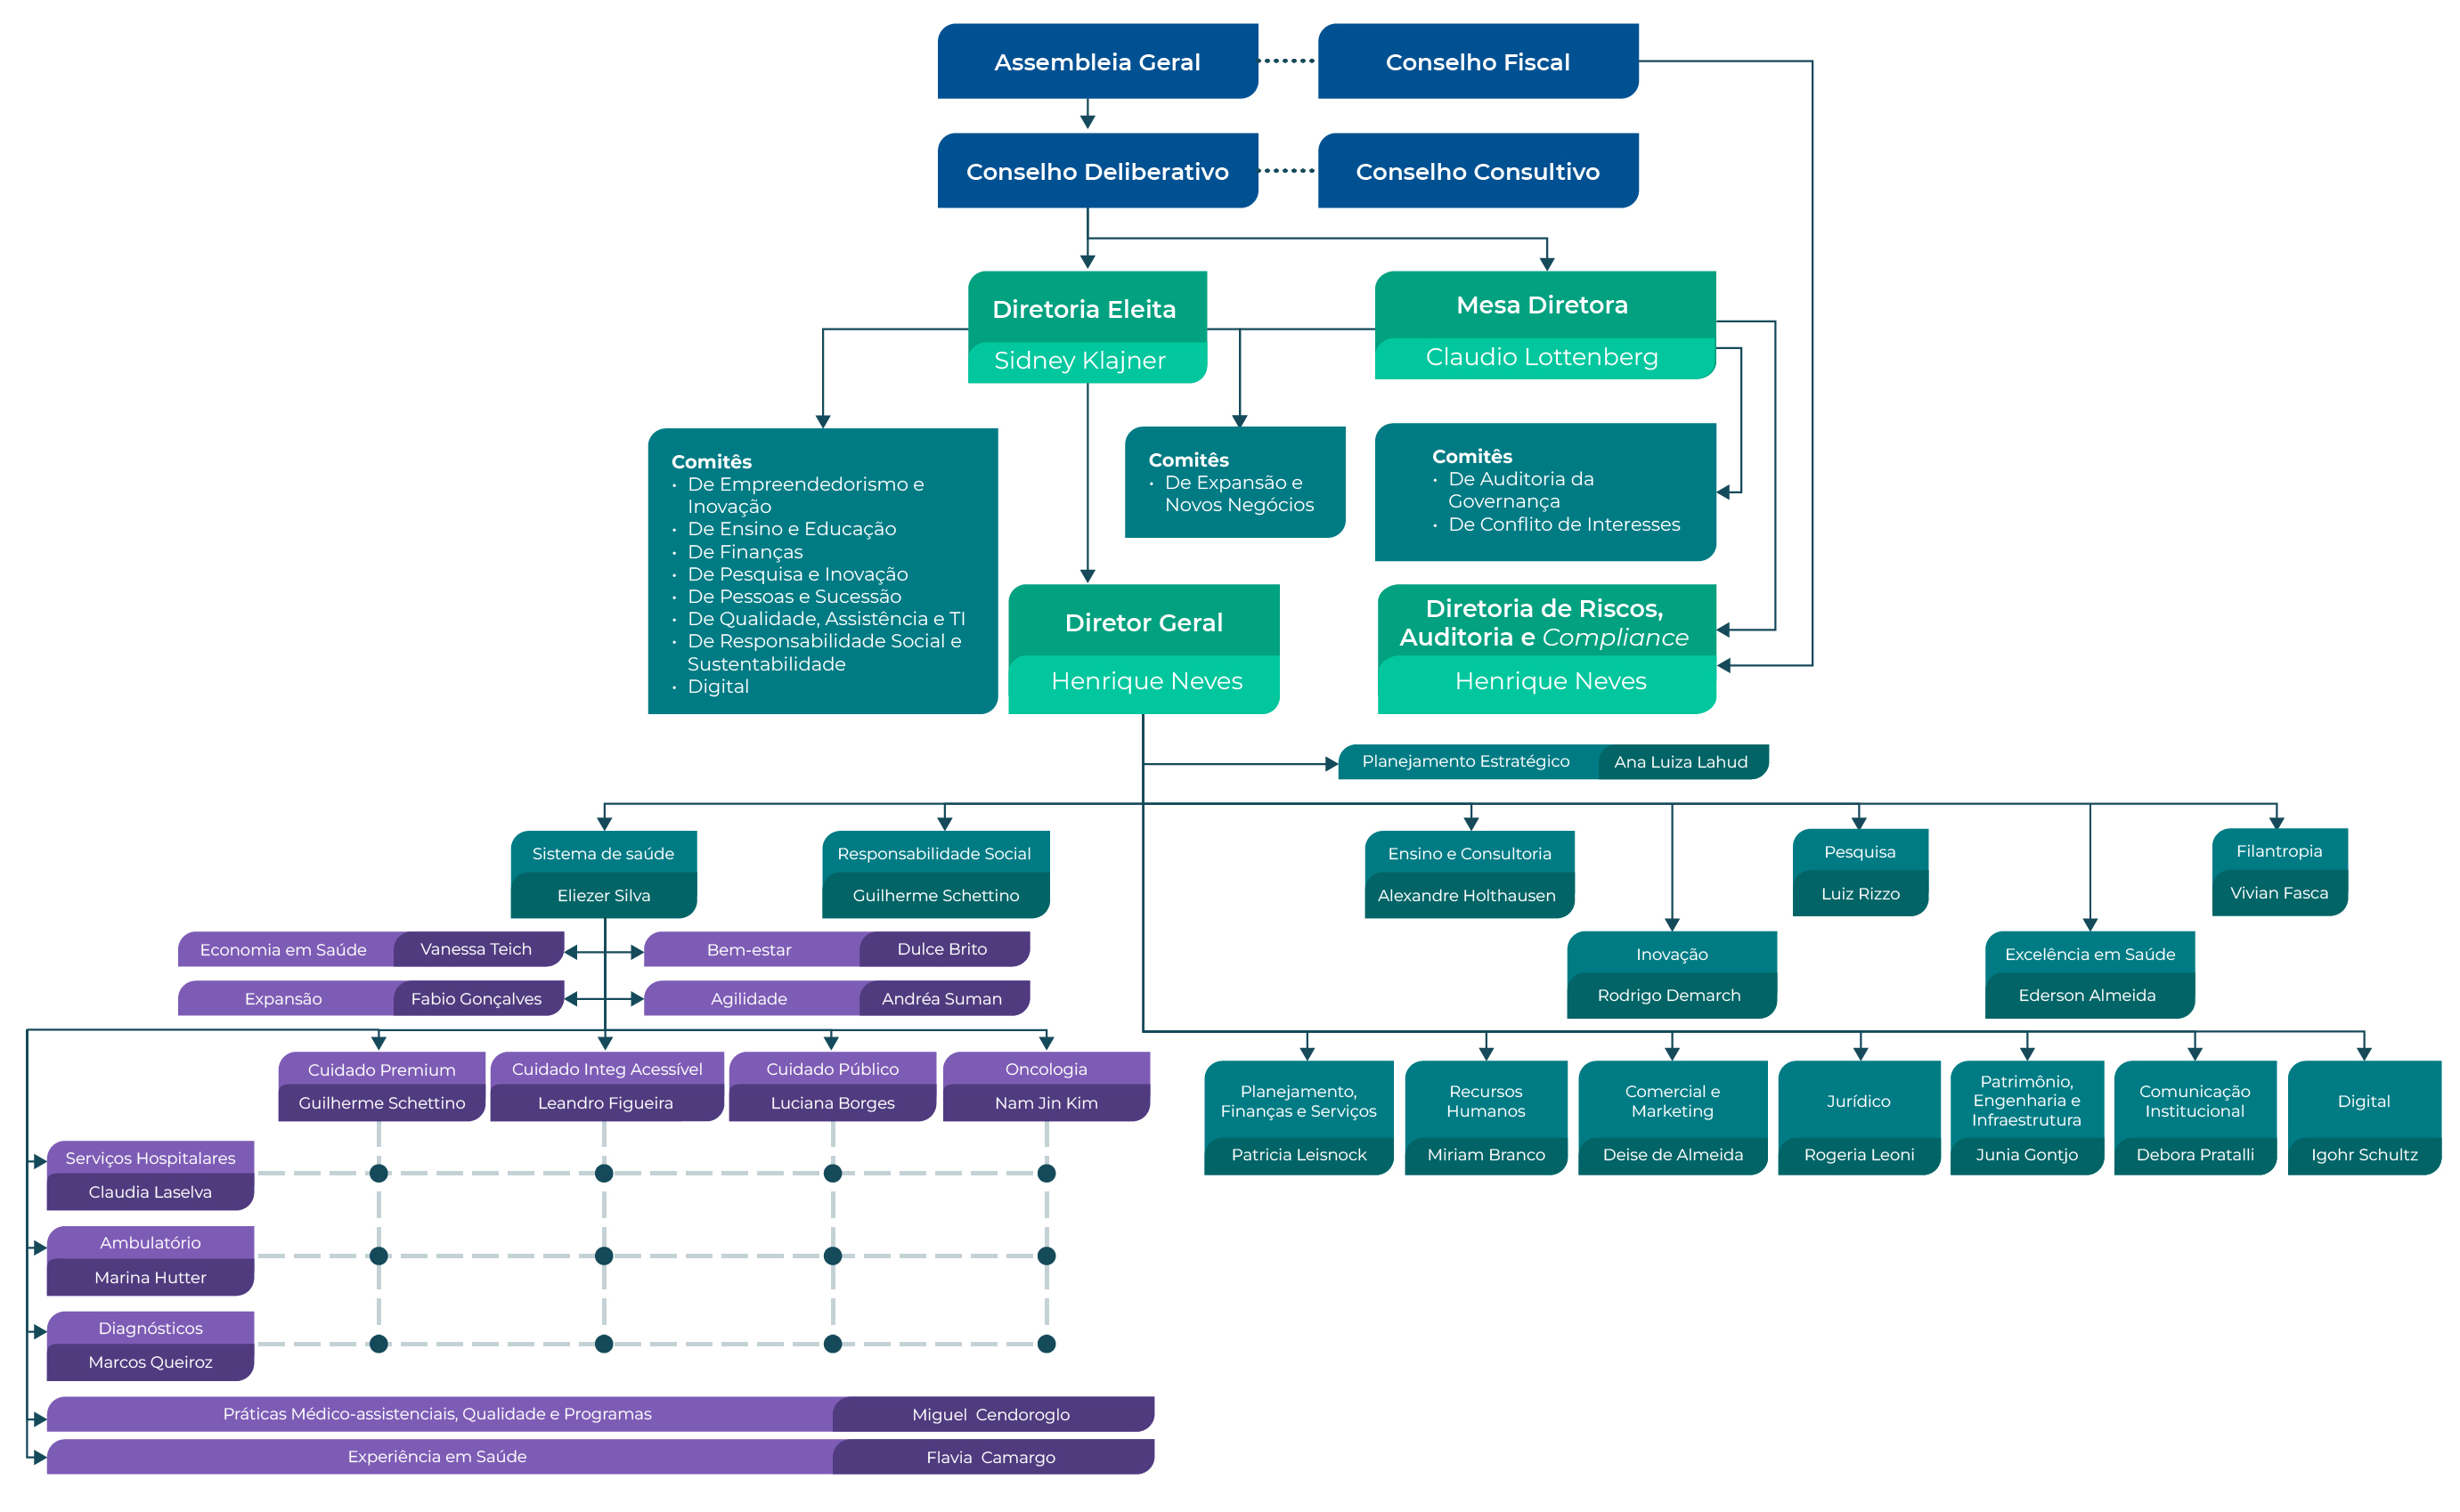 Assembleia Geral
Conselho Fiscal
Conselho Deliberativo
Conselho Consultivo
Diretoria Eleita
Sidney Klajner
Mesa Diretora
Claudio Lottenberg
Comitês
• De Empreendedorismo e
Inovação
• De Ensino e Educação
• De Finanças
• De Pesquisa e Inovação
• De Pessoas e Sucessão
• De Qualidade, Assistência e TI
• De Responsabilidade Social e
Sustentabilidade
• Digital
Comitês
• De Expansão e
Novos Negócios
Comitês
• De Auditoria da
Governança
• De Conflito de Interesses
Diretor Geral
Henrique Neves
Diretoria de Riscos,
Auditoria e Compliance
Henrique Neves
Planejamento Estratégico
Ana Luiza Lahud
Sistema de saúde
Eliezer Silva
Responsabilidade Social
Guilherme Schettino
Ensino e Consultoria
Alexandre Holthausen
Pesquisa
Luiz Rizzo
Filantropia
Vivian Fasca
Inovação
Rodrigo Demarch
Excelência em Saúde
Ederson Almeida
Economia em Saúde
Vanessa Teich
Bem-estar
Dulce Brito
Expansão
Fabio Gonçalves
Agilidade
Andréa Suman
Cuidado Premium
Guilherme Schettino
Cuidado Integ Acessível
Leandro Figueira
Cuidado Público
Luciana Borges
Oncologia
Nam Jin Kim
Planejamento,
Finanças e Serviços
Patricia Leisnock
Recursos
Humanos
Miriam Branco
Comercial e
Marketing
Deise de Almeida
Jurídico
Rogeria Leoni
Patrimônio,
Engenharia e
Infraestrutura
Junia Gontjo
Comunicação
Institucional
Debora Pratalli
Digital
Igohr Schultz
Serviços Hospitalares
Claudia Laselva
Ambulatório
Marina Hutter
Diagnósticos
Marcos Queiroz
Práticas Médico-assistenciais, Qualidade e Programas
Miguel Cendoroglo
Experiência em Saúde
Flavia Camargo